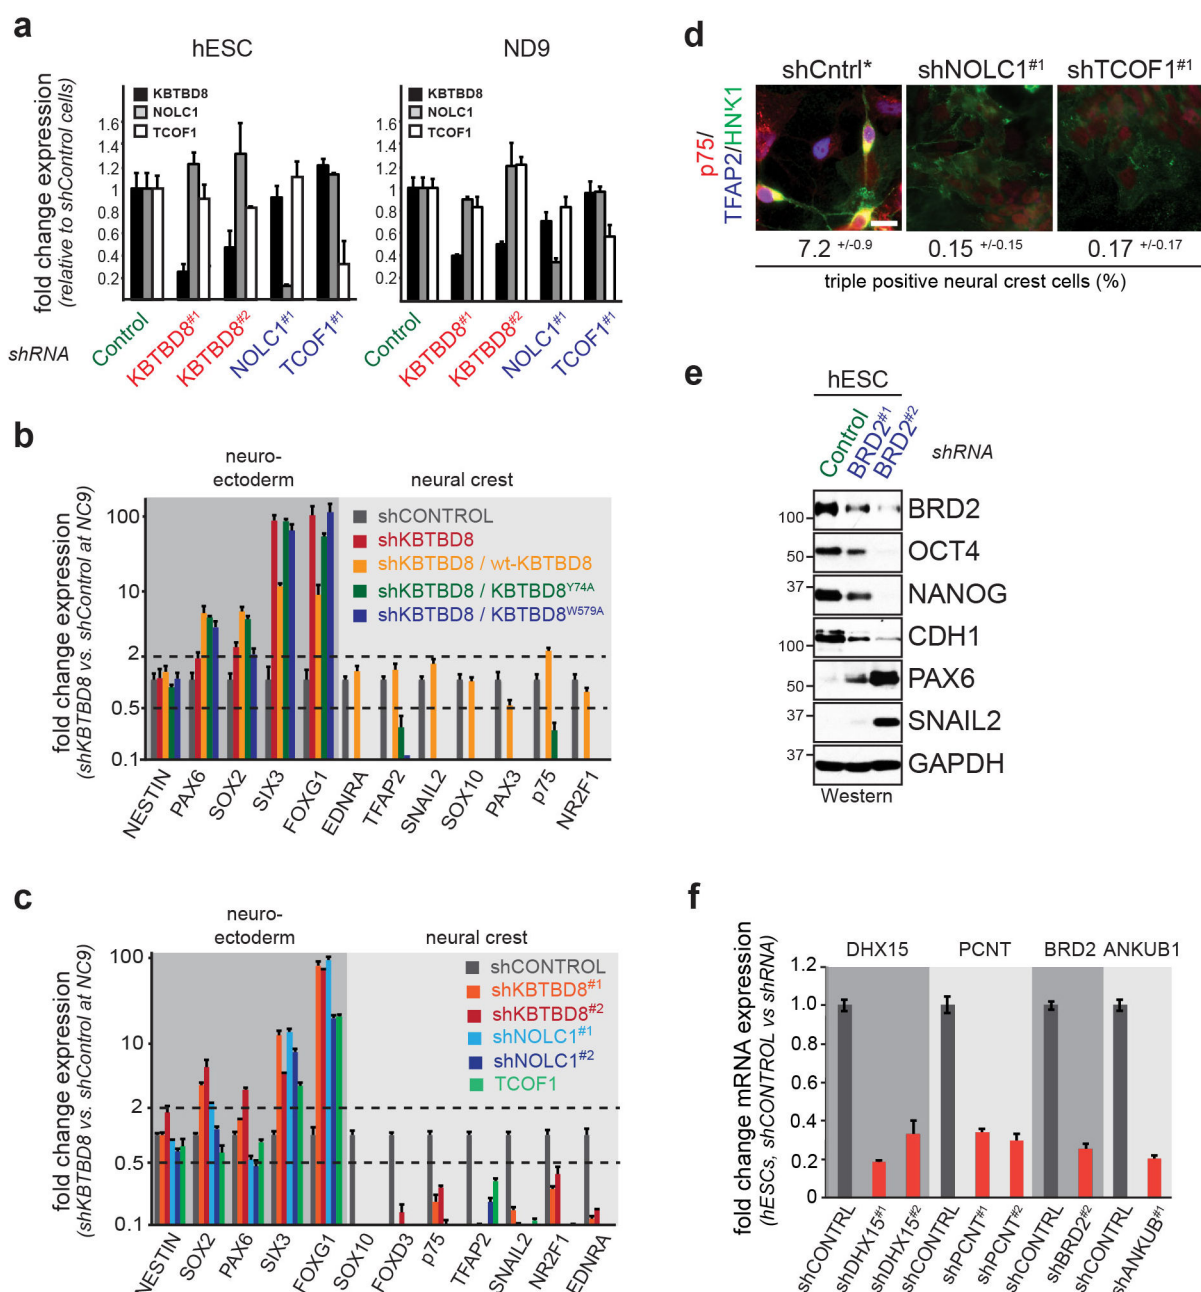 a
hESC
ND9
fold change expression
(relative to shControl cells)
KBTBD8
NOLC1
TCOF1
1.6
1.4
1.2
1
0.8
0.6
0.4
0.2
KBTBD8
NOLC1
TCOF1
1.6
1.4
1.2
1
0.8
0.6
0.4
0.2
shRNA
Control
KBTBD8#1
KBTBD8#2
NOLC1#1
TCOF1#1
Control
KBTBD8#1
KBTBD8#2
NOLC1#1
TCOF1#1
b
neuro-
ectoderm
neural crest
fold change expression
(shKBTBD8 vs. shControl at NC9)
100
10
2
1
0.5
0.1
shCONTROL
shKBTBD8
shKBTBD8 / wt-KBTBD8
shKBTBD8 / KBTBD8Y74A
shKBTBD8 / KBTBD8W579A
NESTIN
PAX6
SOX2
SIX3
FOXG1
EDNRA
TFAP2
SNAIL2
SOX10
PAX3
p75
NR2F1
c
neuro-
ectoderm
neural crest
fold change expression
(shKBTBD8 vs. shControl at NC9)
100
10
2
1
0.5
0.1
shCONTROL
shKBTBD8#1
shKBTBD8#2
shNOLC1#1
shNOLC1#2
TCOF1
NESTIN
SOX2
PAX6
SIX3
FOXG1
SOX10
FOXD3
p75
TFAP2
SNAIL2
NR2F1
EDNRA
d
shCntrl*
shNOLC1#1
shTCOF1#1
p75/
TFAP2/HNK1
7.2 +/-0.9
0.15 +/-0.15
0.17 +/-0.17
triple positive neural crest cells (%)
e
hESC
Control
BRD2#1
BRD2#2
shRNA
100
BRD2
50
OCT4
37
NANOG
100
CDH1
50
PAX6
37
SNAIL2
37
GAPDH
Western
f
DHX15
PCNT
BRD2
ANKUB1
fold change mRNA expression
(hESCs, shCONTROL vs shRNA)
1.2
1.0
0.8
0.6
0.4
0.2
0
shCONTRL
shDHX15#1
shDHX15#2
shCONTRL
shPCNT#1
shPCNT#2
shCONTRL
shBRD2#2
shCONTRL
shANKUB#1